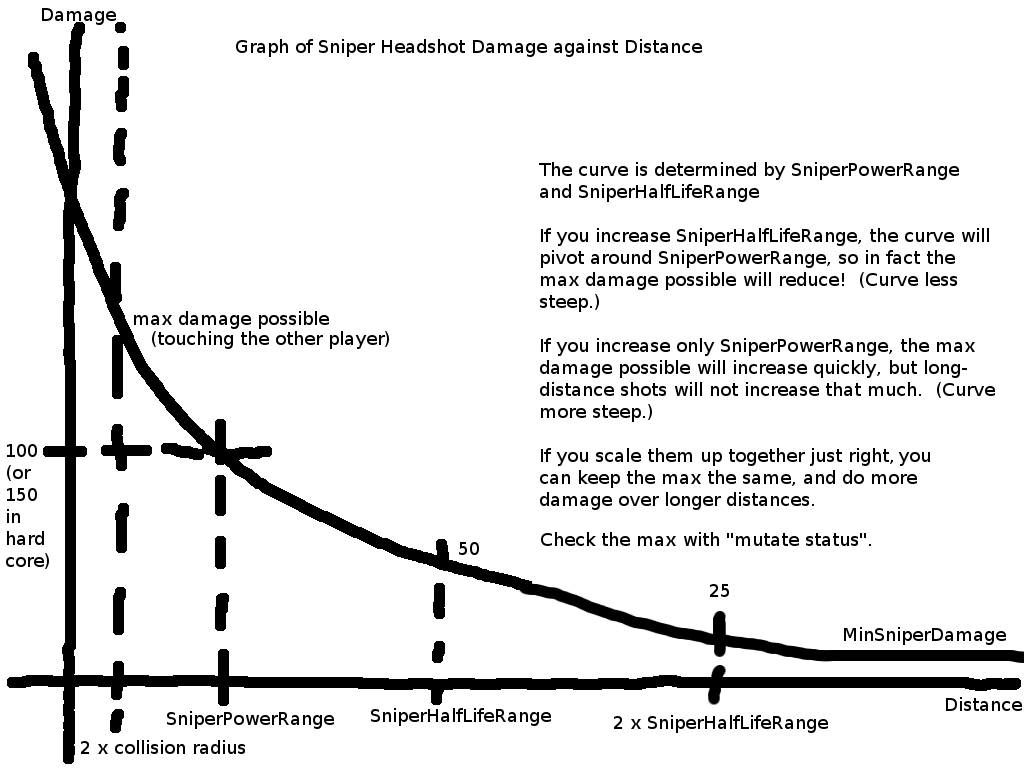 Damage
Graph of Sniper Headshot Damage against Distance
The curve is determined by SniperPowerRange
and SniperHalfLifeRange
If you increase SniperHalfLifeRange, the curve will
pivot around SniperPowerRange, so in fact the
max damage possible will reduce!  (Curve less
steep.)
If you increase only SniperPowerRange, the max
damage possible will increase quickly, but long-
distance shots will not increase that much.  (Curve
more steep.)
If you scale them up together just right, you
can keep the max the same, and do more
damage over longer distances.
Check the max with "mutate status".
max damage possible
(touching the other player)
100
(or
150
in
hard
core)
50
25
MinSniperDamage
Distance
SniperPowerRange
SniperHalfLifeRange
2 x SniperHalfLifeRange
2 x collision radius